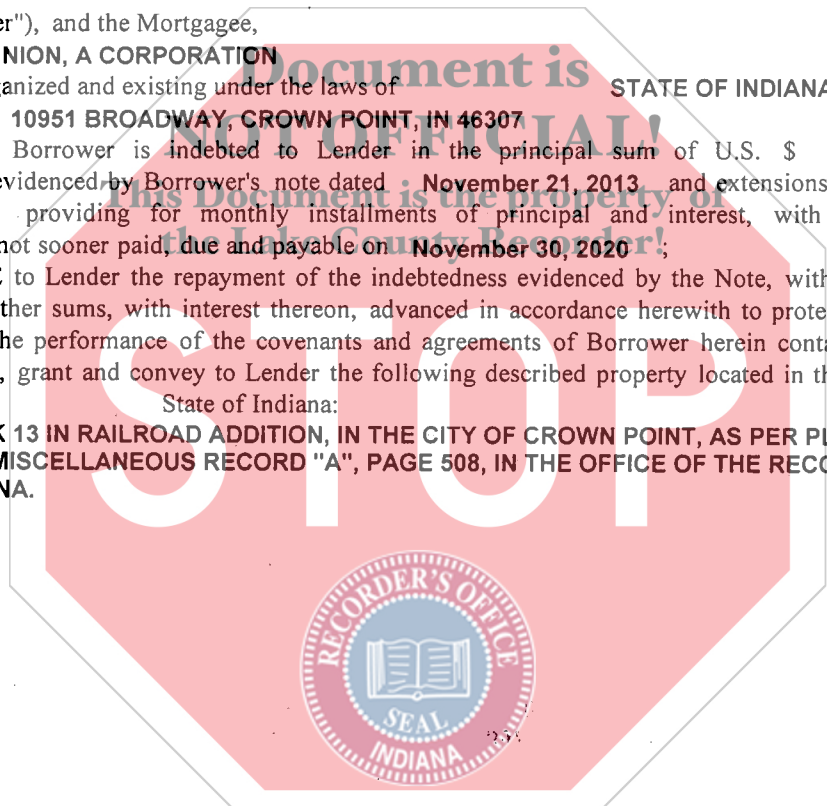 er"), and the Mortgagee,
NION, A CORPORATION
ganized and existing under the laws of STATE OF INDIANA
10951 BROADWAY, CROWN POINT, IN 46307
Borrower is indebted to Lender in the principal sum of U.S. $
evidenced by Borrower's note dated November 21, 2013 and extensions
providing for monthly installments of principal and interest, with
not sooner paid, due and payable on November 30, 2020 ;
to Lender the repayment of the indebtedness evidenced by the Note, with
ther sums, with interest thereon, advanced in accordance herewith to prote
he performance of the covenants and agreements of Borrower herein conta
, grant and convey to Lender the following described property located in th
State of Indiana:
K 13 IN RAILROAD ADDITION, IN THE CITY OF CROWN POINT, AS PER PL
MISCELLANEOUS RECORD "A", PAGE 508, IN THE OFFICE OF THE RECO
NA.
Document is
NOT OFFICIAL!
This Document is the property of
the Lake County Recorder!
STOP
RECORDER'S OFFICE
SEAL
INDIANA